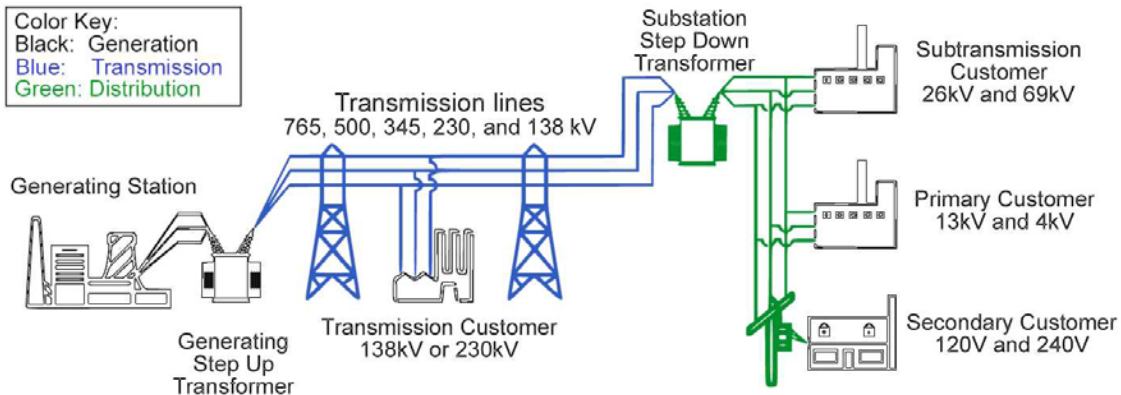 Color Key:
Black: Generation
Blue: Transmission
Green: Distribution
Substation
Step Down
Transformer
Subtransmission
Customer
26kV and 69kV
Transmission lines
765, 500, 345, 230, and 138 kV
Generating Station
Primary Customer
13kV and 4kV
Generating
Step Up
Transformer
Transmission Customer
138kV or 230kV
Secondary Customer
120V and 240V